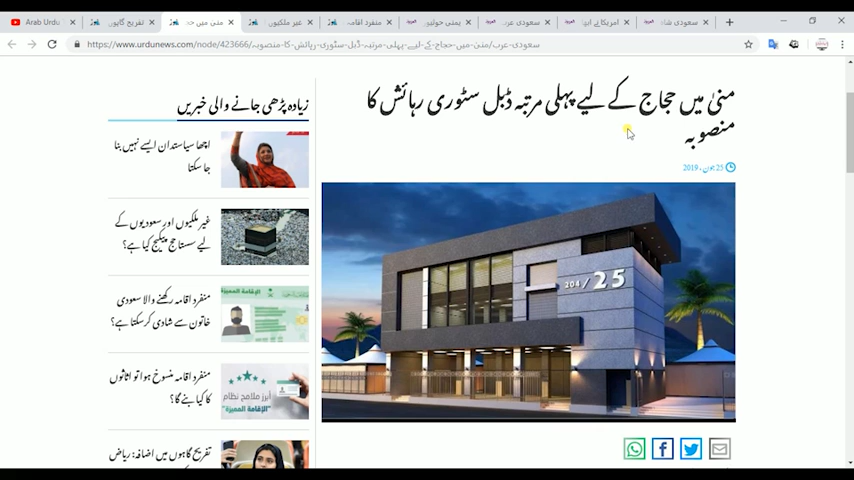 Arab Urdu
تفریح گاہوں
منیٰ میں حج
غیر ملکیوں
منفرد اقامہ
یمنی حوثیوں
سعودی عرب
سعودی شاہ
https://www.urdunews.com/node/423666/سعودی-عرب/منیٰ-میں-حجاج-کے-لیے-پہلی-مرتبہ-ڈبل-سٹوری-رہائش-کا-منصوبہ
منیٰ میں حجاج کے لیے پہلی مرتبہ ڈبل سٹوری رہائش کا
منصوبہ
25 جون ، 2019
204 / 25
زیادہ پڑھی جانے والی خبریں
اچھا سیاستدان ایسے نہیں بنا
جا سکتا
غیر ملکیوں اور سعودیوں کے
لیے سستا حج پیکیج کیا ہے؟
منفرد اقامہ رکھنے والا سعودی
خاتون سے شادی کر سکتا ہے؟
الإقامة المميزة
منفرد اقامہ منسوخ ہوا تو اثاثوں
کا کیا بنے گا؟
أبرز ملامح نظام
"الإقامة المميزة"
تفریح گاہوں میں اضافہ: ریاض